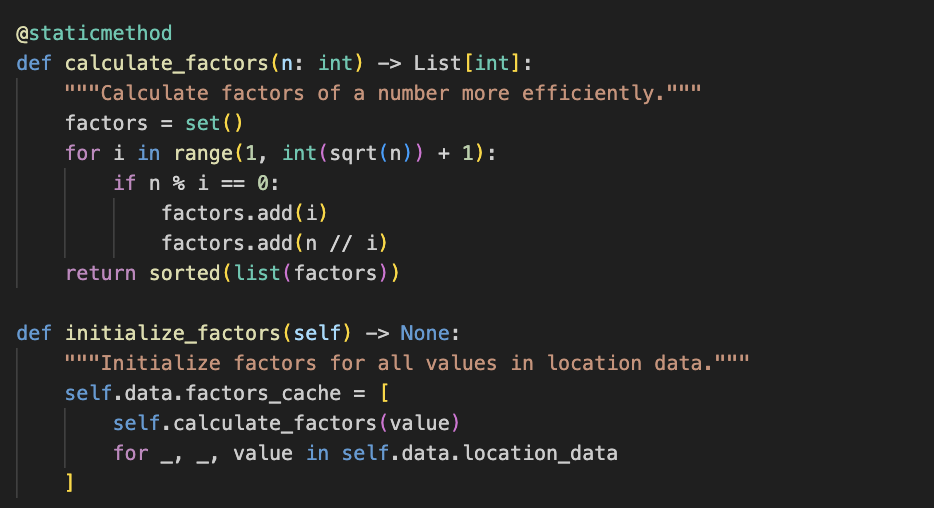 @staticmethod
def calculate_factors(n: int) -> List[int]:
    """Calculate factors of a number more efficiently."""
    factors = set()
    for i in range(1, int(sqrt(n)) + 1):
        if n % i == 0:
            factors.add(i)
            factors.add(n // i)
    return sorted(list(factors))

def initialize_factors(self) -> None:
    """Initialize factors for all values in location data."""
    self.data.factors_cache = [
        self.calculate_factors(value)
        for _, _, value in self.data.location_data
    ]